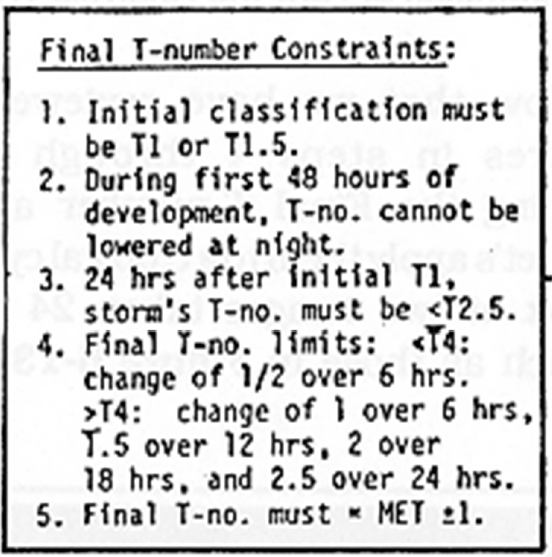 Final T-number Constraints:
1. Initial classification must
be T1 or T1.5.
2. During first 48 hours of
development, T-no. cannot be
lowered at night.
3. 24 hrs after initial T1,
storm's T-no. must be <T2.5.
4. Final T-no. limits: <T4:
change of 1/2 over 6 hrs.
>T4: change of 1 over 6 hrs,
1.5 over 12 hrs, 2 over
18 hrs, and 2.5 over 24 hrs.
5. Final T-no. must = MET ±1.